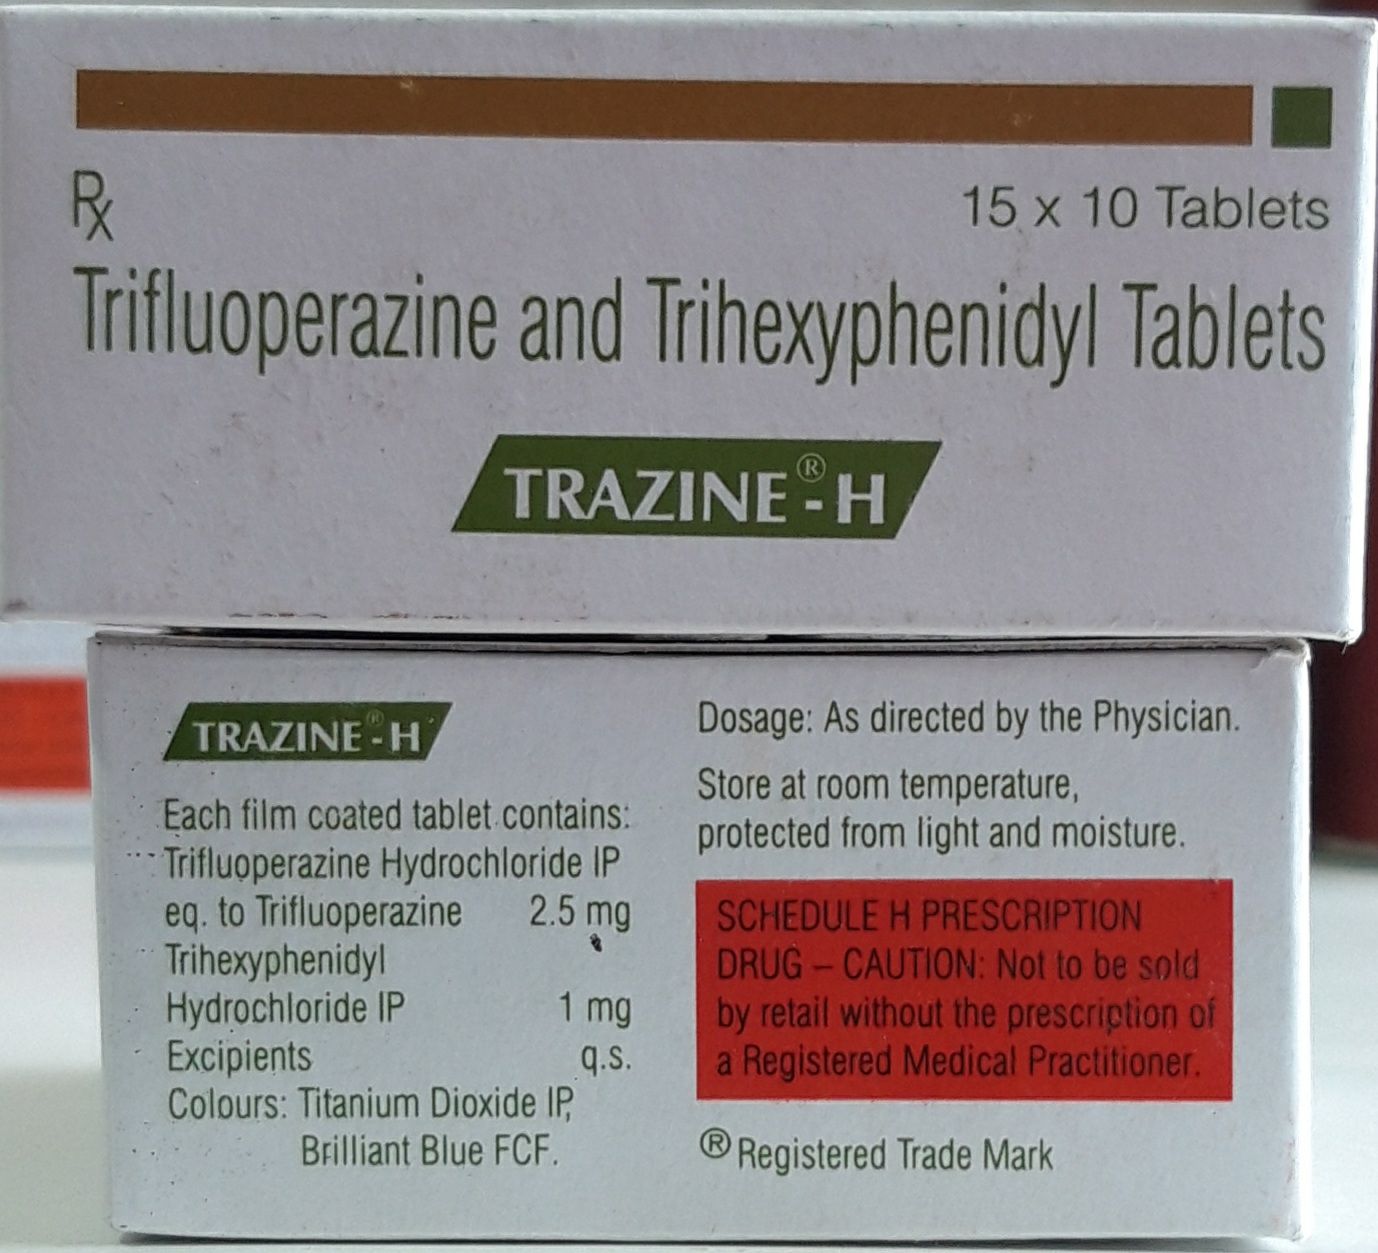 Rx
15 x 10 Tablets
Trifluoperazine and Trihexyphenidyl Tablets
TRAZINE®-H
TRAZINE®-H
Each film coated tablet contains:
Trifluoperazine Hydrochloride IP
eq. to Trifluoperazine 2.5 mg
Trihexyphenidyl
Hydrochloride IP 1 mg
Excipients q.s.
Colours: Titanium Dioxide IP,
Brilliant Blue FCF.
Dosage: As directed by the Physician.
Store at room temperature,
protected from light and moisture.
SCHEDULE H PRESCRIPTION
DRUG – CAUTION: Not to be sold
by retail without the prescription of
a Registered Medical Practitioner.
® Registered Trade Mark